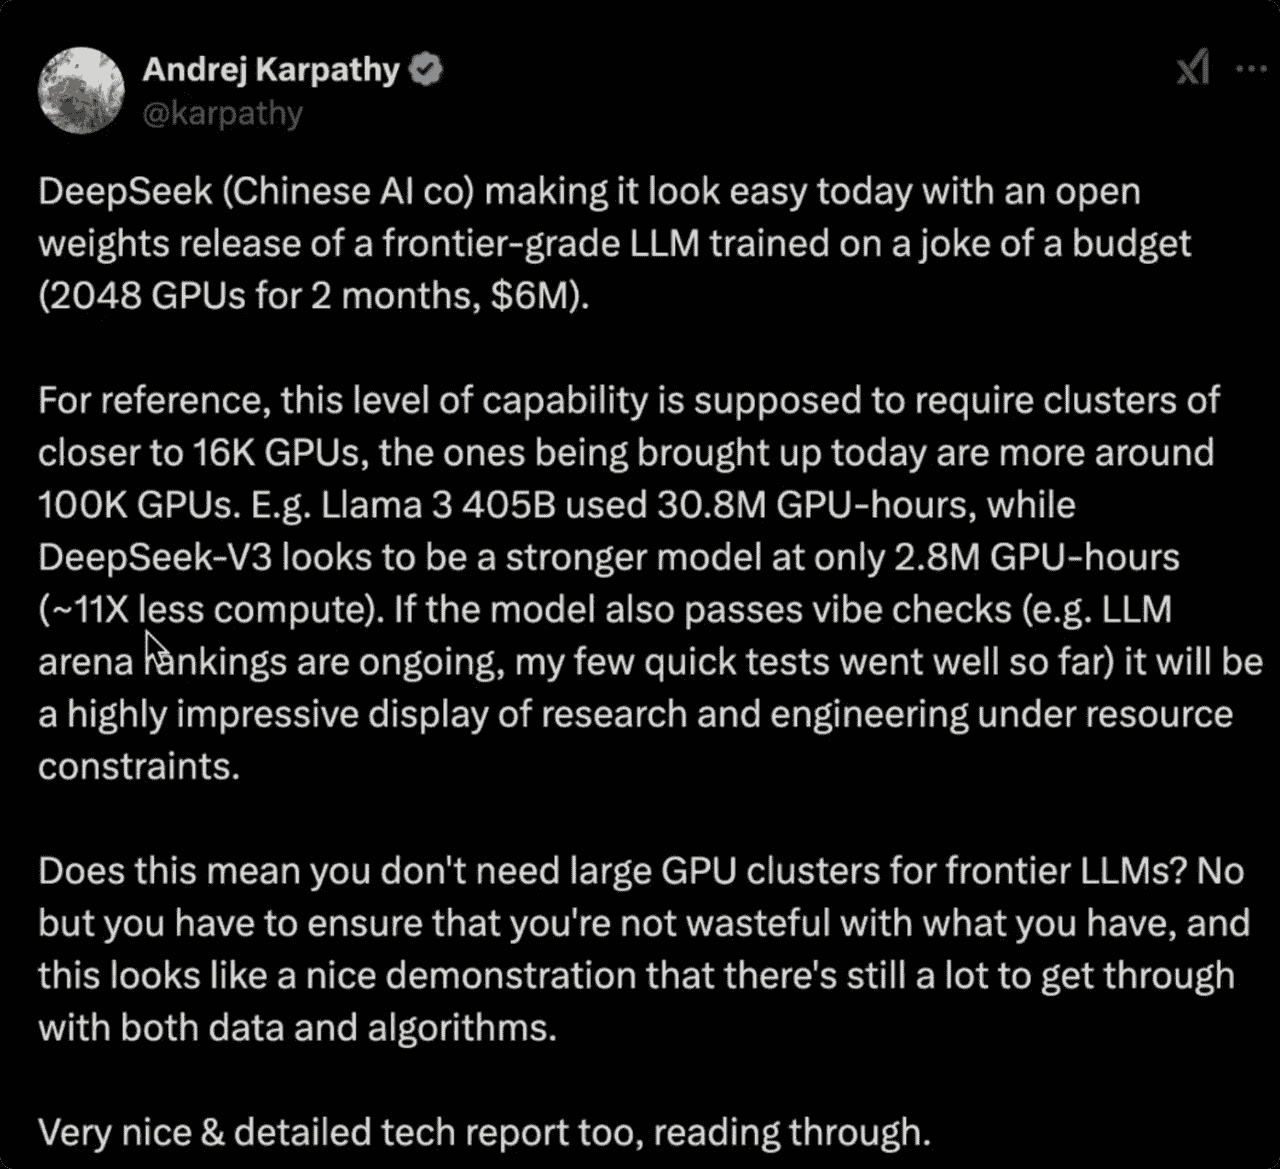 Andrej Karpathy
@karpathy
DeepSeek (Chinese AI co) making it look easy today with an open
weights release of a frontier-grade LLM trained on a joke of a budget
(2048 GPUs for 2 months, $6M).
For reference, this level of capability is supposed to require clusters of
closer to 16K GPUs, the ones being brought up today are more around
100K GPUs. E.g. Llama 3 405B used 30.8M GPU-hours, while
DeepSeek-V3 looks to be a stronger model at only 2.8M GPU-hours
(~11X less compute). If the model also passes vibe checks (e.g. LLM
arena rankings are ongoing, my few quick tests went well so far) it will be
a highly impressive display of research and engineering under resource
constraints.
Does this mean you don't need large GPU clusters for frontier LLMs? No
but you have to ensure that you're not wasteful with what you have, and
this looks like a nice demonstration that there's still a lot to get through
with both data and algorithms.
Very nice & detailed tech report too, reading through.